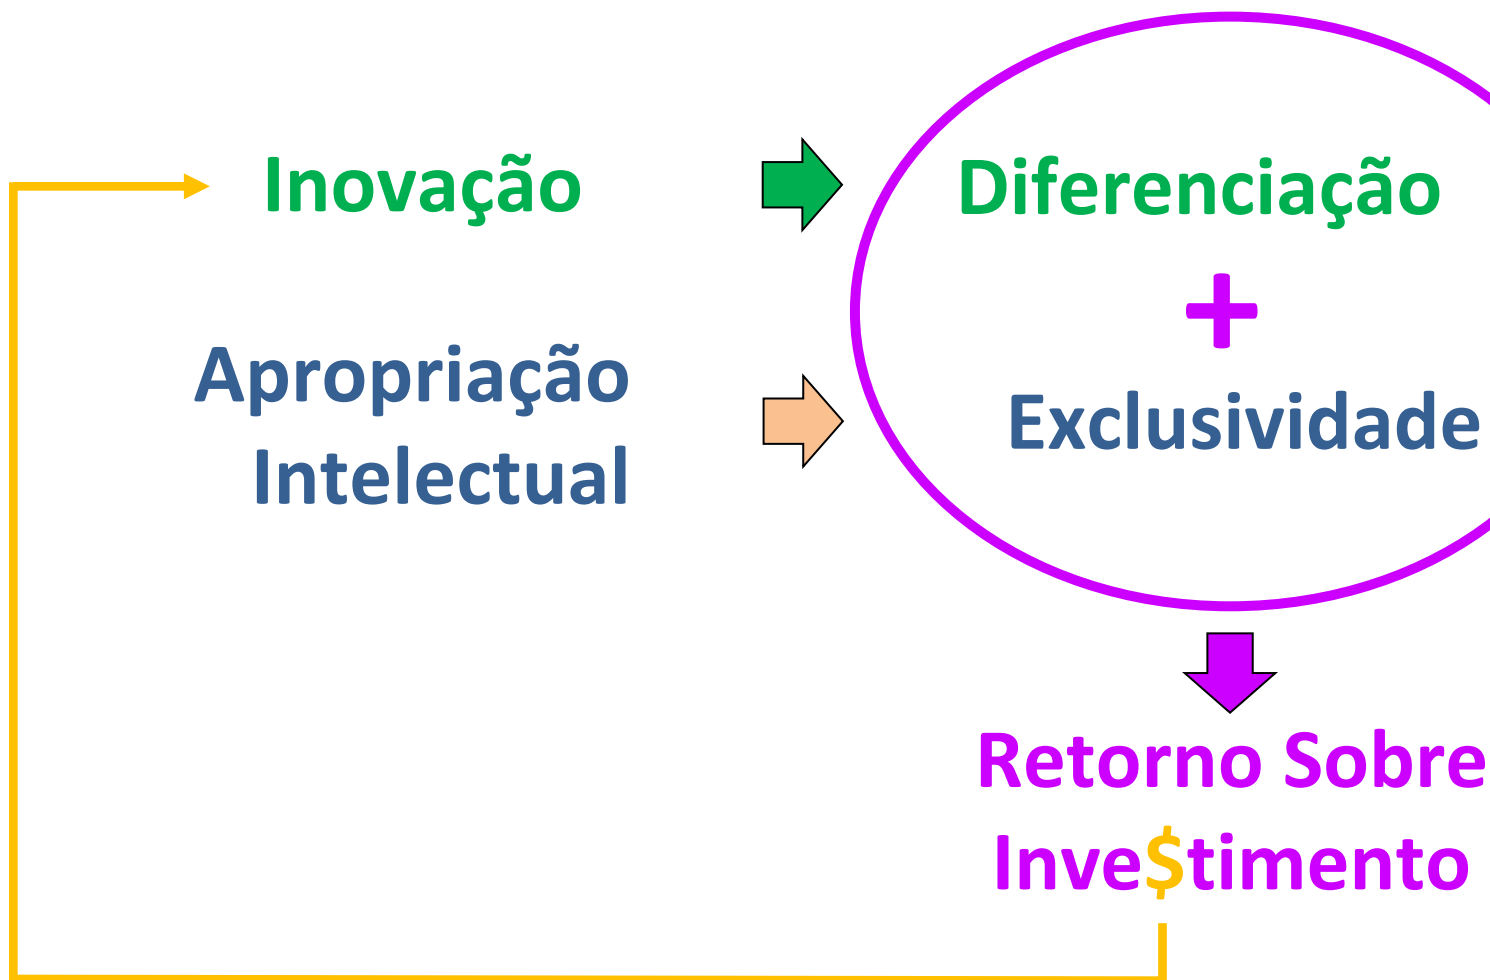 Inovação
Diferenciação
+
Apropriação
Intelectual
Exclusividade
Retorno Sobre
Inve$timento